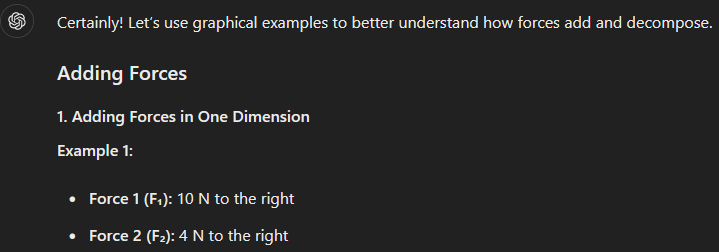 Certainly! Let’s use graphical examples to better understand how forces add and decompose.
Adding Forces
1. Adding Forces in One Dimension
Example 1:
• Force 1 (F₁): 10 N to the right
• Force 2 (F₂): 4 N to the right